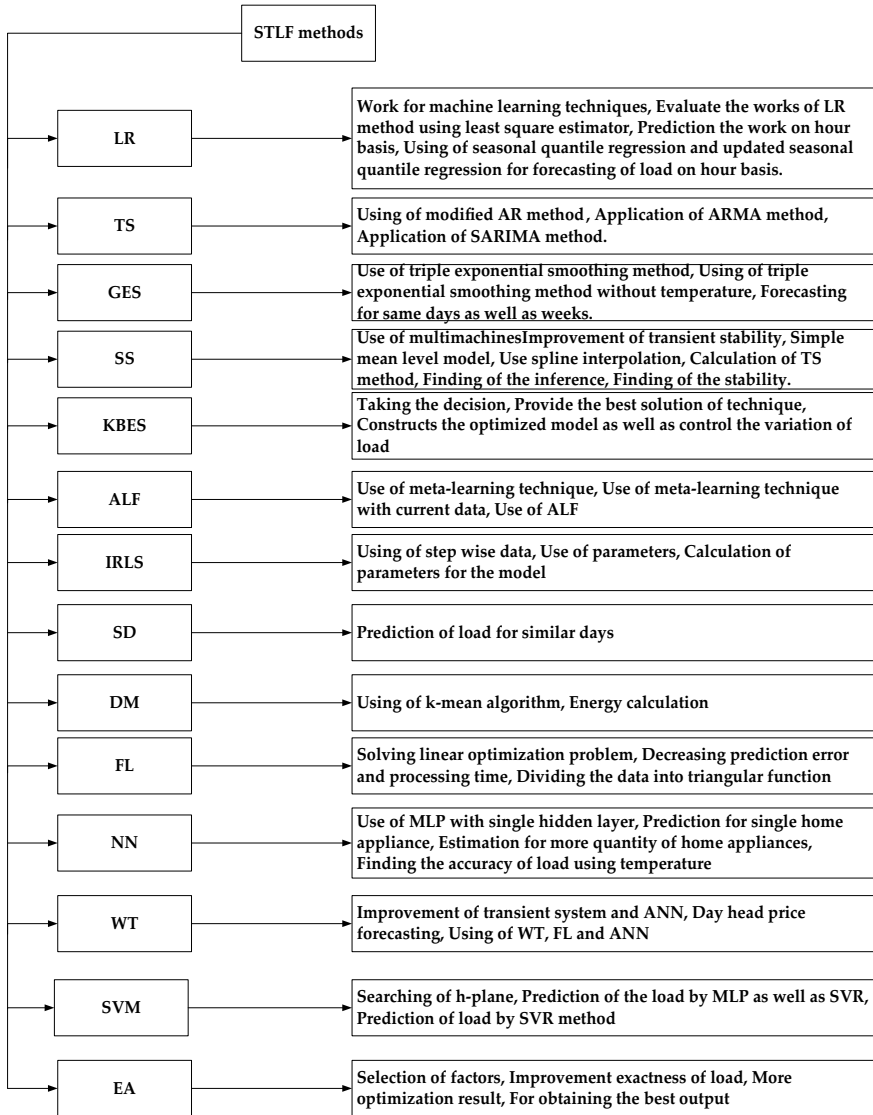 STLF methods
LR
Work for machine learning techniques, Evaluate the works of LR
method using least square estimator, Prediction the work on hour
basis, Using of seasonal quantile regression and updated seasonal
quantile regression for forecasting of load on hour basis.
TS
Using of modified AR method, Application of ARMA method,
Application of SARIMA method.
GES
Use of triple exponential smoothing method, Using of triple
exponential smoothing method without temperature, Forecasting
for same days as well as weeks.
SS
Use of multimachinesImprovement of transient stability, Simple
mean level model, Use spline interpolation, Calculation of TS
method, Finding of the inference, Finding of the stability.
KBES
Taking the decision, Provide the best solution of technique,
Constructs the optimized model as well as control the variation of
load
ALF
Use of meta-learning technique, Use of meta-learning technique
with current data, Use of ALF
IRLS
Using of step wise data, Use of parameters, Calculation of
parameters for the model
SD
Prediction of load for similar days
DM
Using of k-mean algorithm, Energy calculation
FL
Solving linear optimization problem, Decreasing prediction error
and processing time, Dividing the data into triangular function
NN
Use of MLP with single hidden layer, Prediction for single home
appliance, Estimation for more quantity of home appliances,
Finding the accuracy of load using temperature
WT
Improvement of transient system and ANN, Day head price
forecasting, Using of WT, FL and ANN
SVM
Searching of h-plane, Prediction of the load by MLP as well as SVR,
Prediction of load by SVR method
EA
Selection of factors, Improvement exactness of load, More
optimization result, For obtaining the best output